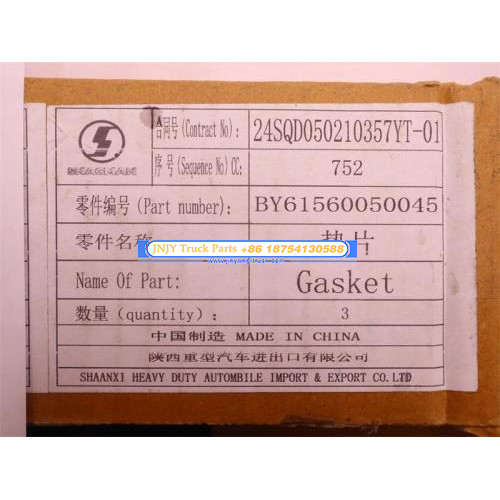 合同号(Contract No): 24SQD050210357YT-01
SHACMAN
序号(Sequence No)CC: 752
零件编号(Part number): BY61560050045
零件名称 垫片
JNJY Truck Parts +86 18754130588
Name Of Part: Gasket
数量(quantity): 3
中国制造 MADE IN CHINA
陕西重型汽车进出口有限公司
SHAANXI HEAVY DUTY AUTOMBILE IMPORT & EXPORT CO.LTD